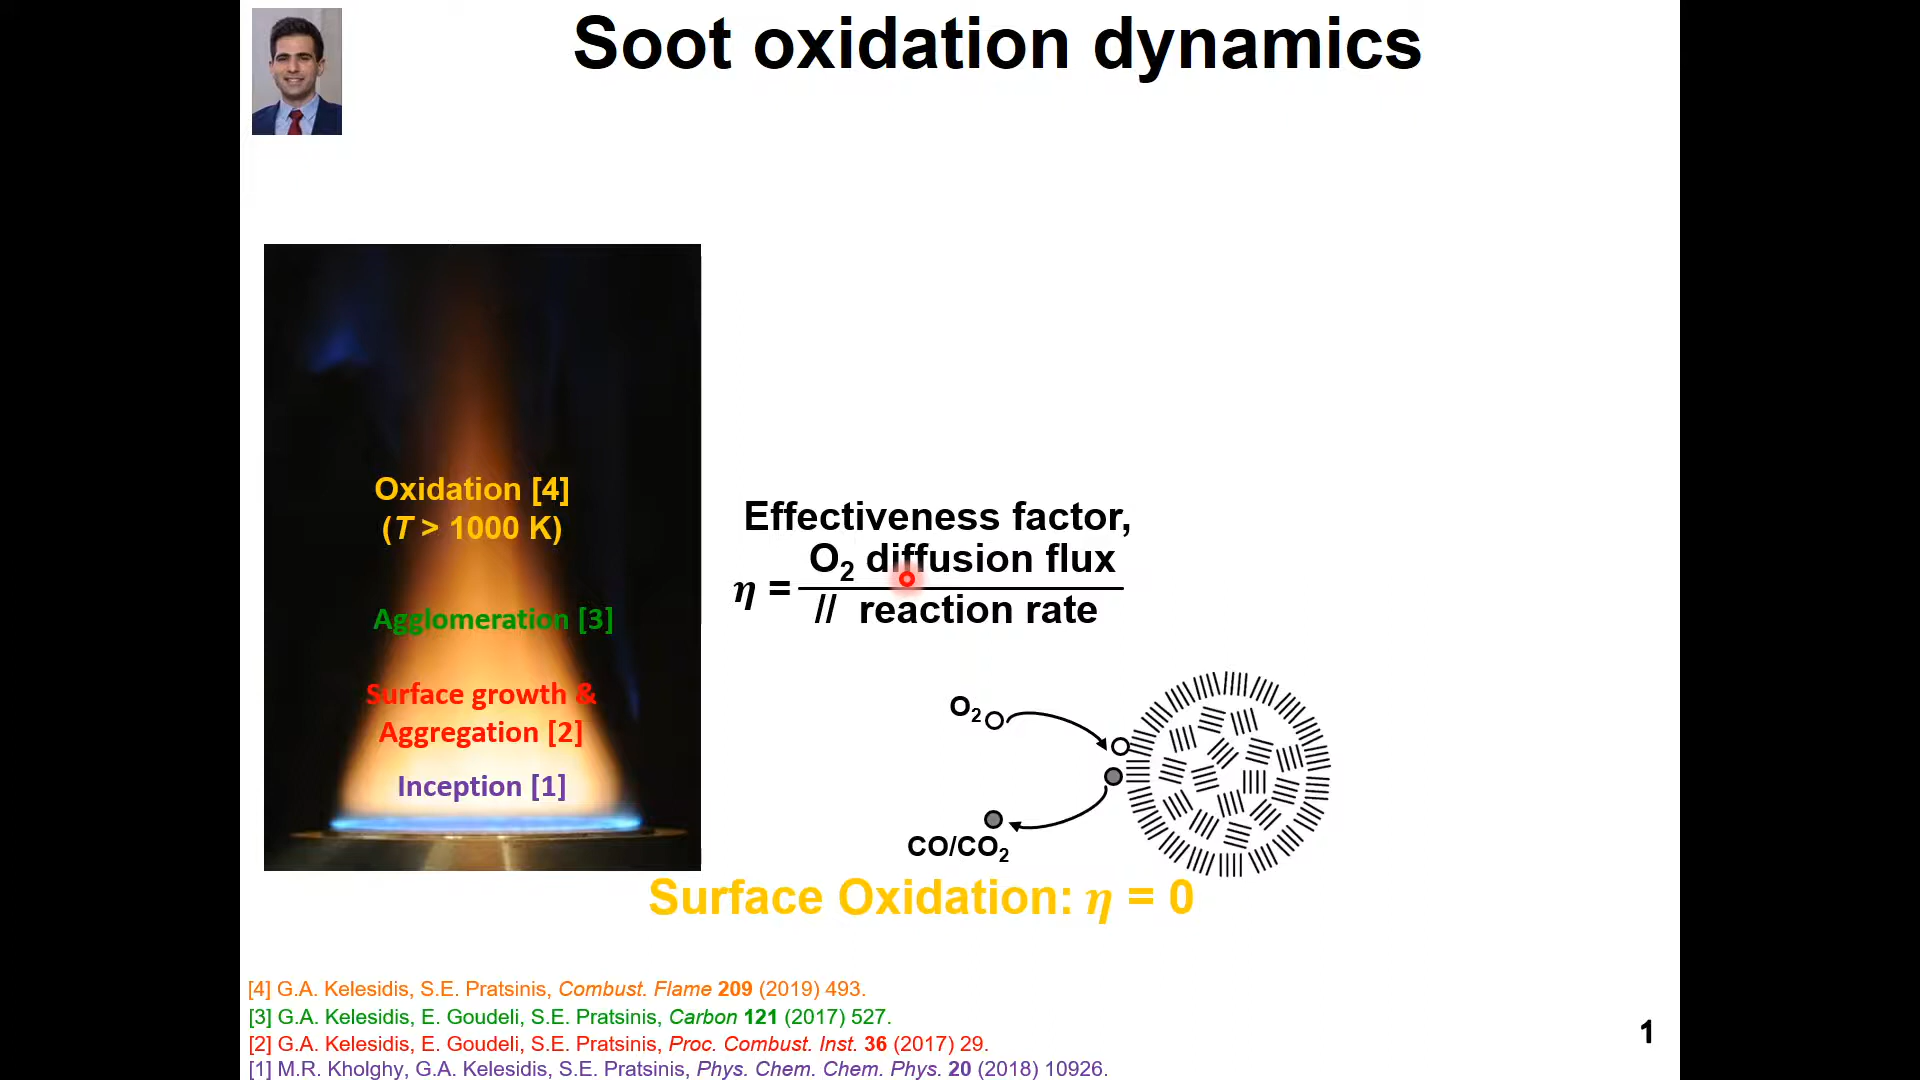 Soot oxidation dynamics
Oxidation [4]
(T > 1000 K)
Agglomeration [3]
Surface growth &
Aggregation [2]
Inception [1]
Effectiveness factor,
η = O₂ diffusion flux
// reaction rate
O₂
CO/CO₂
Surface Oxidation: η = 0
[4] G.A. Kelesidis, S.E. Pratsinis, Combust. Flame 209 (2019) 493.
[3] G.A. Kelesidis, E. Goudeli, S.E. Pratsinis, Carbon 121 (2017) 527.
[2] G.A. Kelesidis, E. Goudeli, S.E. Pratsinis, Proc. Combust. Inst. 36 (2017) 29.
[1] M.R. Kholghy, G.A. Kelesidis, S.E. Pratsinis, Phys. Chem. Chem. Phys. 20 (2018) 10926.
1